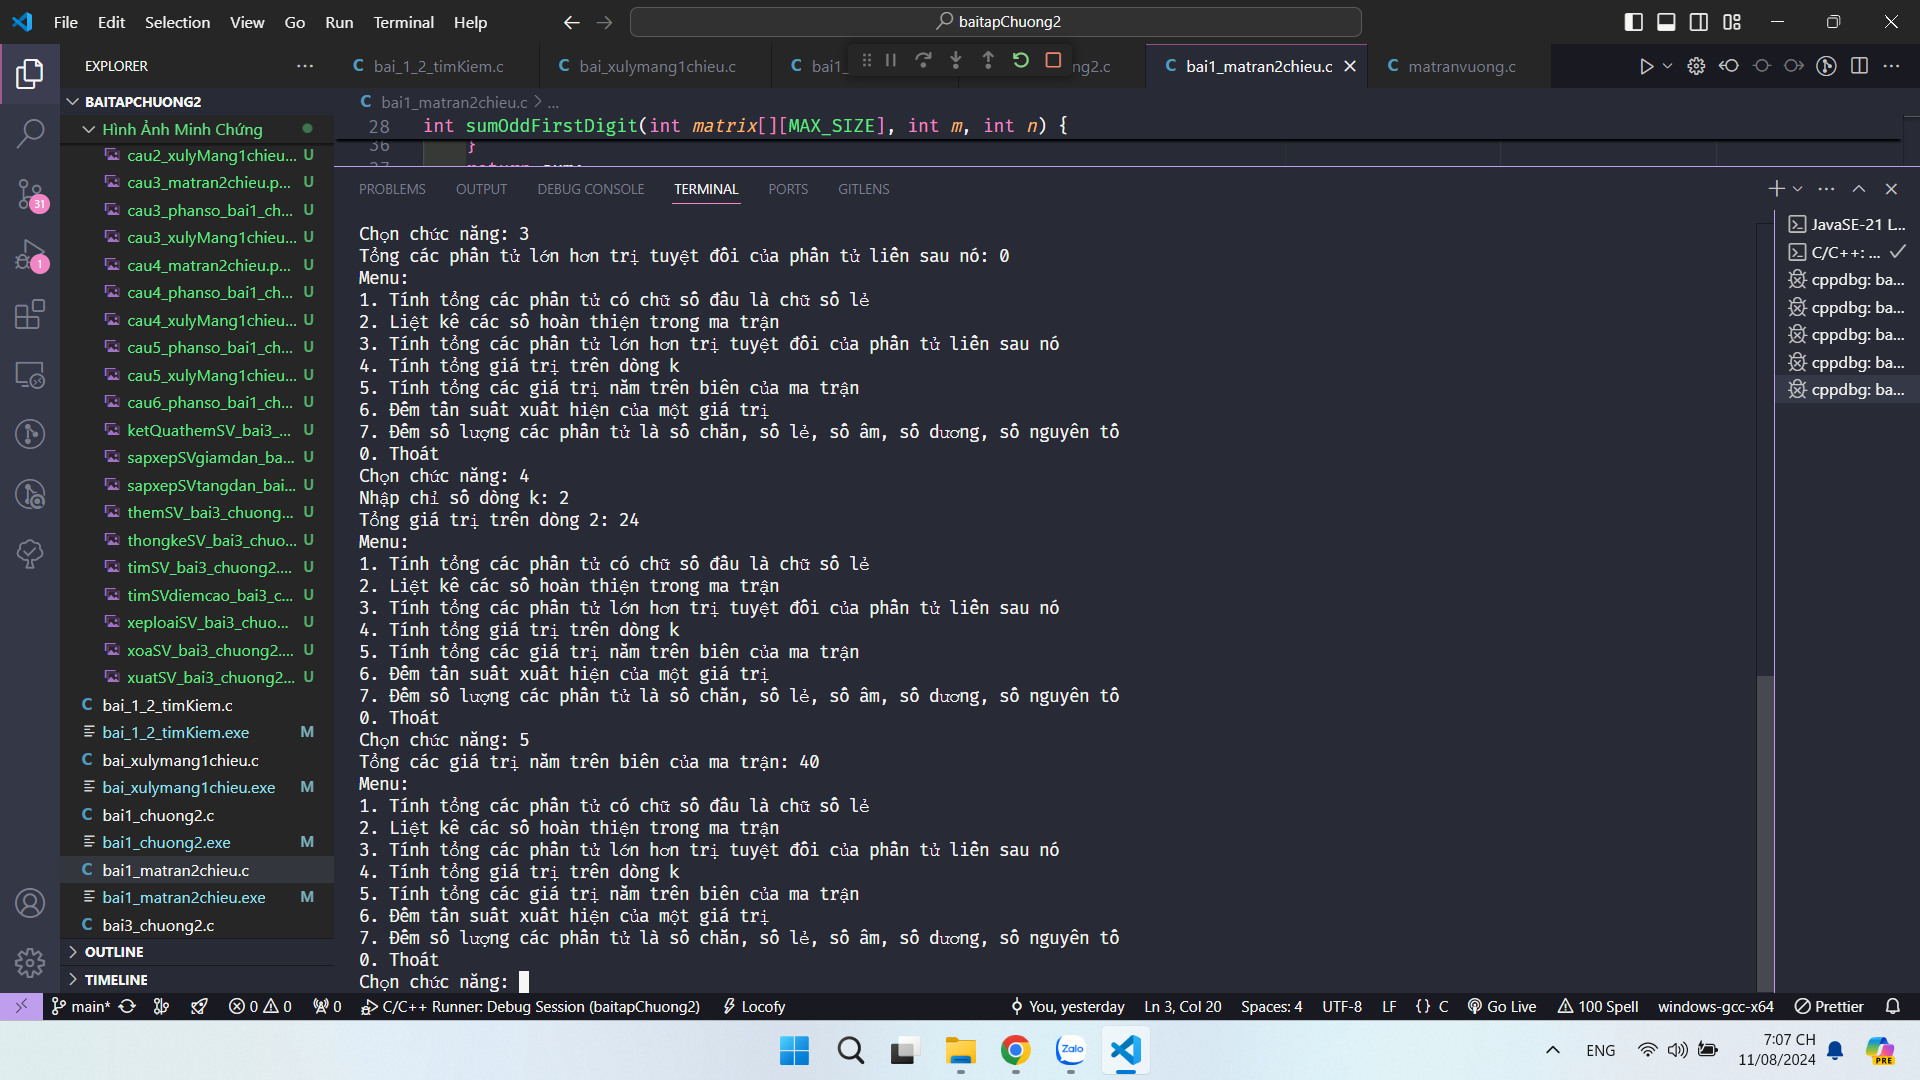 File Edit Selection View Go Run Terminal Help
baitapChuong2
EXPLORER
bai_1_2_timKiem.c
bai_xulymang1chieu.c
bai1_
ng2.c
bai1_matran2chieu.c
matranvuong.c
BAITAPCHUONG2
Hình Ảnh Minh Chứng
cau2_xulyMang1chieu... U
cau3_matran2chieu.p... U
cau3_phanso_bai1_ch... U
cau3_xulyMang1chieu... U
cau4_matran2chieu.p... U
cau4_phanso_bai1_ch... U
cau4_xulyMang1chieu... U
cau5_phanso_bai1_ch... U
cau5_xulyMang1chieu... U
cau6_phanso_bai1_ch... U
ketQuathemSV_bai3_... U
sapxepSVgiamdan_ba... U
sapxepSVtangdan_bai... U
themSV_bai3_chuong... U
thongkeSV_bai3_chuo... U
timSV_bai3_chuong2.... U
timSVdiemcao_bai3_c... U
xeploaiSV_bai3_chuo... U
xoaSV_bai3_chuong2.... U
xuatSV_bai3_chuong2... U
bai_1_2_timKiem.c
bai_1_2_timKiem.exe M
bai_xulymang1chieu.c
bai_xulymang1chieu.exe M
bai1_chuong2.c
bai1_chuong2.exe M
bai1_matran2chieu.c
bai1_matran2chieu.exe M
bai3_chuong2.c
OUTLINE
TIMELINE
31
1
bai1_matran2chieu.c > ...
28 int sumOddFirstDigit(int matrix[][MAX_SIZE], int m, int n) {
36 }
PROBLEMS OUTPUT DEBUG CONSOLE TERMINAL PORTS GITLENS
Chọn chức năng: 3
Tổng các phần tử lớn hơn trị tuyệt đối của phần tử liền sau nó: 0
Menu:
1. Tính tổng các phần tử có chữ số đầu là chữ số lẻ
2. Liệt kê các số hoàn thiện trong ma trận
3. Tính tổng các phần tử lớn hơn trị tuyệt đối của phần tử liền sau nó
4. Tính tổng giá trị trên dòng k
5. Tính tổng các giá trị nằm trên biên của ma trận
6. Đếm tần suất xuất hiện của một giá trị
7. Đếm số lượng các phần tử là số chẵn, số lẻ, số âm, số dương, số nguyên tố
0. Thoát
Chọn chức năng: 4
Nhập chỉ số dòng k: 2
Tổng giá trị trên dòng 2: 24
Menu:
1. Tính tổng các phần tử có chữ số đầu là chữ số lẻ
2. Liệt kê các số hoàn thiện trong ma trận
3. Tính tổng các phần tử lớn hơn trị tuyệt đối của phần tử liền sau nó
4. Tính tổng giá trị trên dòng k
5. Tính tổng các giá trị nằm trên biên của ma trận
6. Đếm tần suất xuất hiện của một giá trị
7. Đếm số lượng các phần tử là số chẵn, số lẻ, số âm, số dương, số nguyên tố
0. Thoát
Chọn chức năng: 5
Tổng các giá trị nằm trên biên của ma trận: 40
Menu:
1. Tính tổng các phần tử có chữ số đầu là chữ số lẻ
2. Liệt kê các số hoàn thiện trong ma trận
3. Tính tổng các phần tử lớn hơn trị tuyệt đối của phần tử liền sau nó
4. Tính tổng giá trị trên dòng k
5. Tính tổng các giá trị nằm trên biên của ma trận
6. Đếm tần suất xuất hiện của một giá trị
7. Đếm số lượng các phần tử là số chẵn, số lẻ, số âm, số dương, số nguyên tố
0. Thoát
Chọn chức năng:
JavaSE-21 L...
C/C++: ...
cppdbg: ba...
cppdbg: ba...
cppdbg: ba...
cppdbg: ba...
cppdbg: ba...
main* 0 0 0 C/C++ Runner: Debug Session (baitapChuong2) Locofy You, yesterday Ln 3, Col 20 Spaces: 4 UTF-8 LF {} C Go Live 100 Spell windows-gcc-x64 Prettier
Zalo
ENG
7:07 CH
11/08/2024
PRE